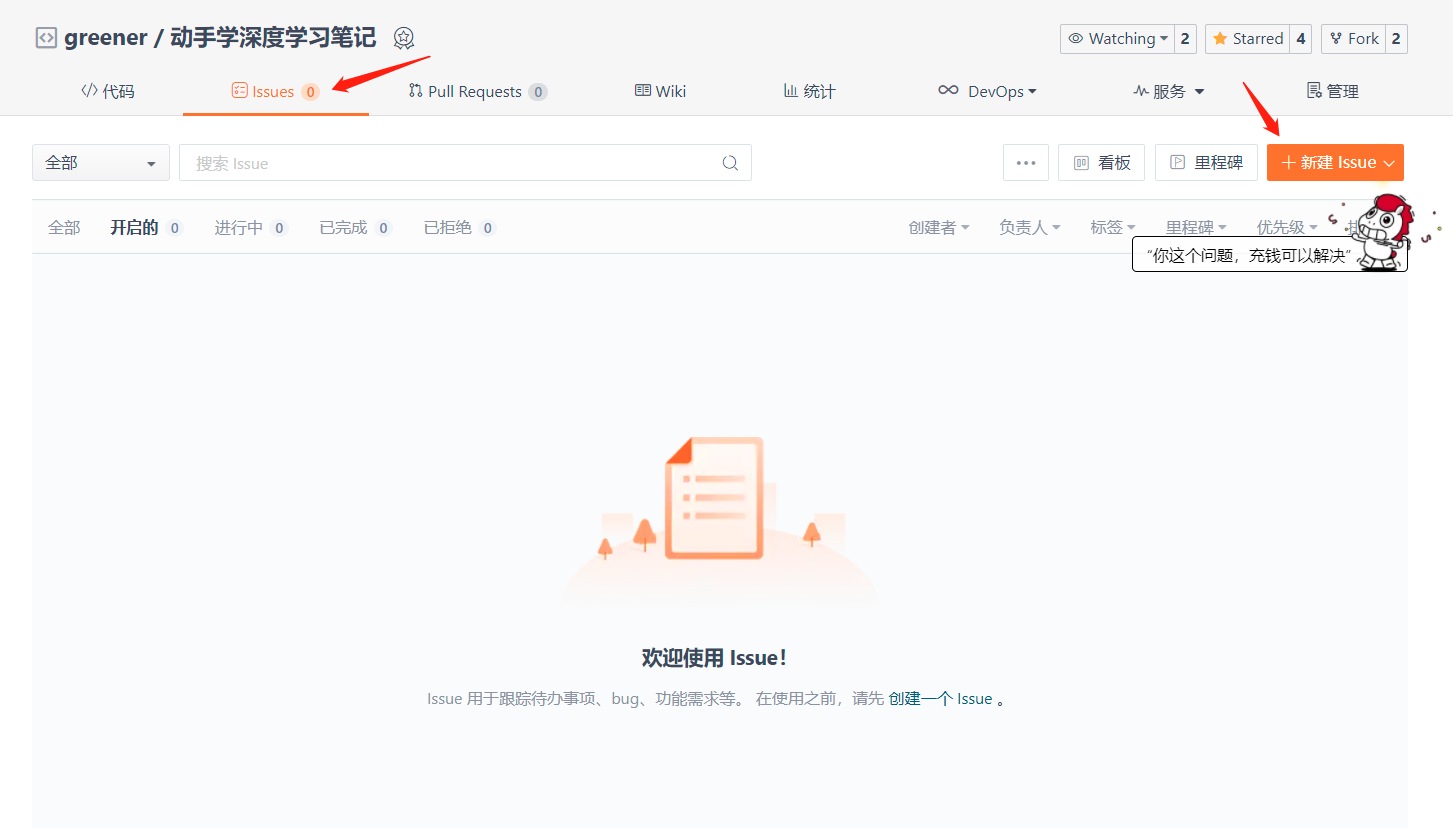 greener / 动手学深度学习笔记
Watching 2 Starred 4 Fork 2
代码 Issues 0 Pull Requests 0 Wiki 统计 DevOps 服务 管理
全部 搜索 Issue ··· 看板 里程碑 + 新建 Issue
全部 开启的 0 进行中 0 已完成 0 已拒绝 0 创建者 负责人 标签 里程碑 优先级
“你这个问题，充钱可以解决”
欢迎使用 Issue！
Issue 用于跟踪待办事项、bug、功能需求等。 在使用之前，请先 创建一个 Issue 。